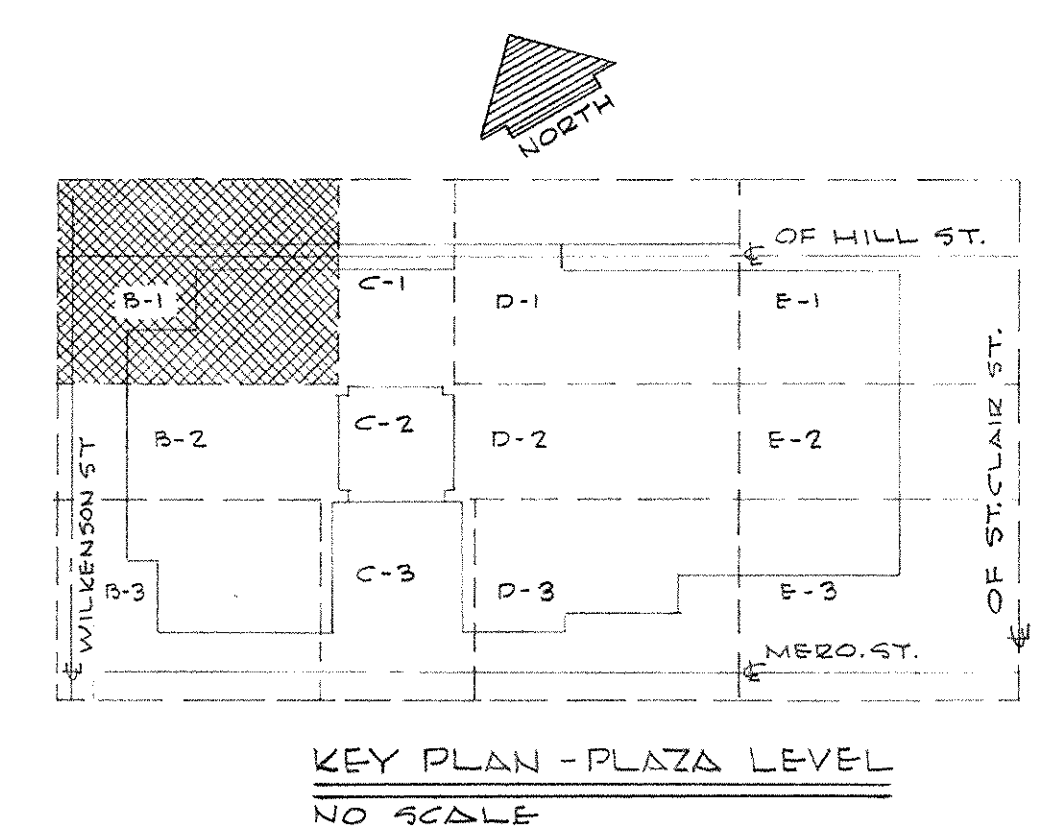 NORTH
℄ OF HILL ST.
B-1
C-1
D-1
E-1
B-2
C-2
D-2
E-2
B-3
C-3
D-3
E-3
℄ WILKENSON ST
℄ OF ST. CLAIR ST.
℄ MERO. ST.
KEY PLAN - PLAZA LEVEL
NO SCALE